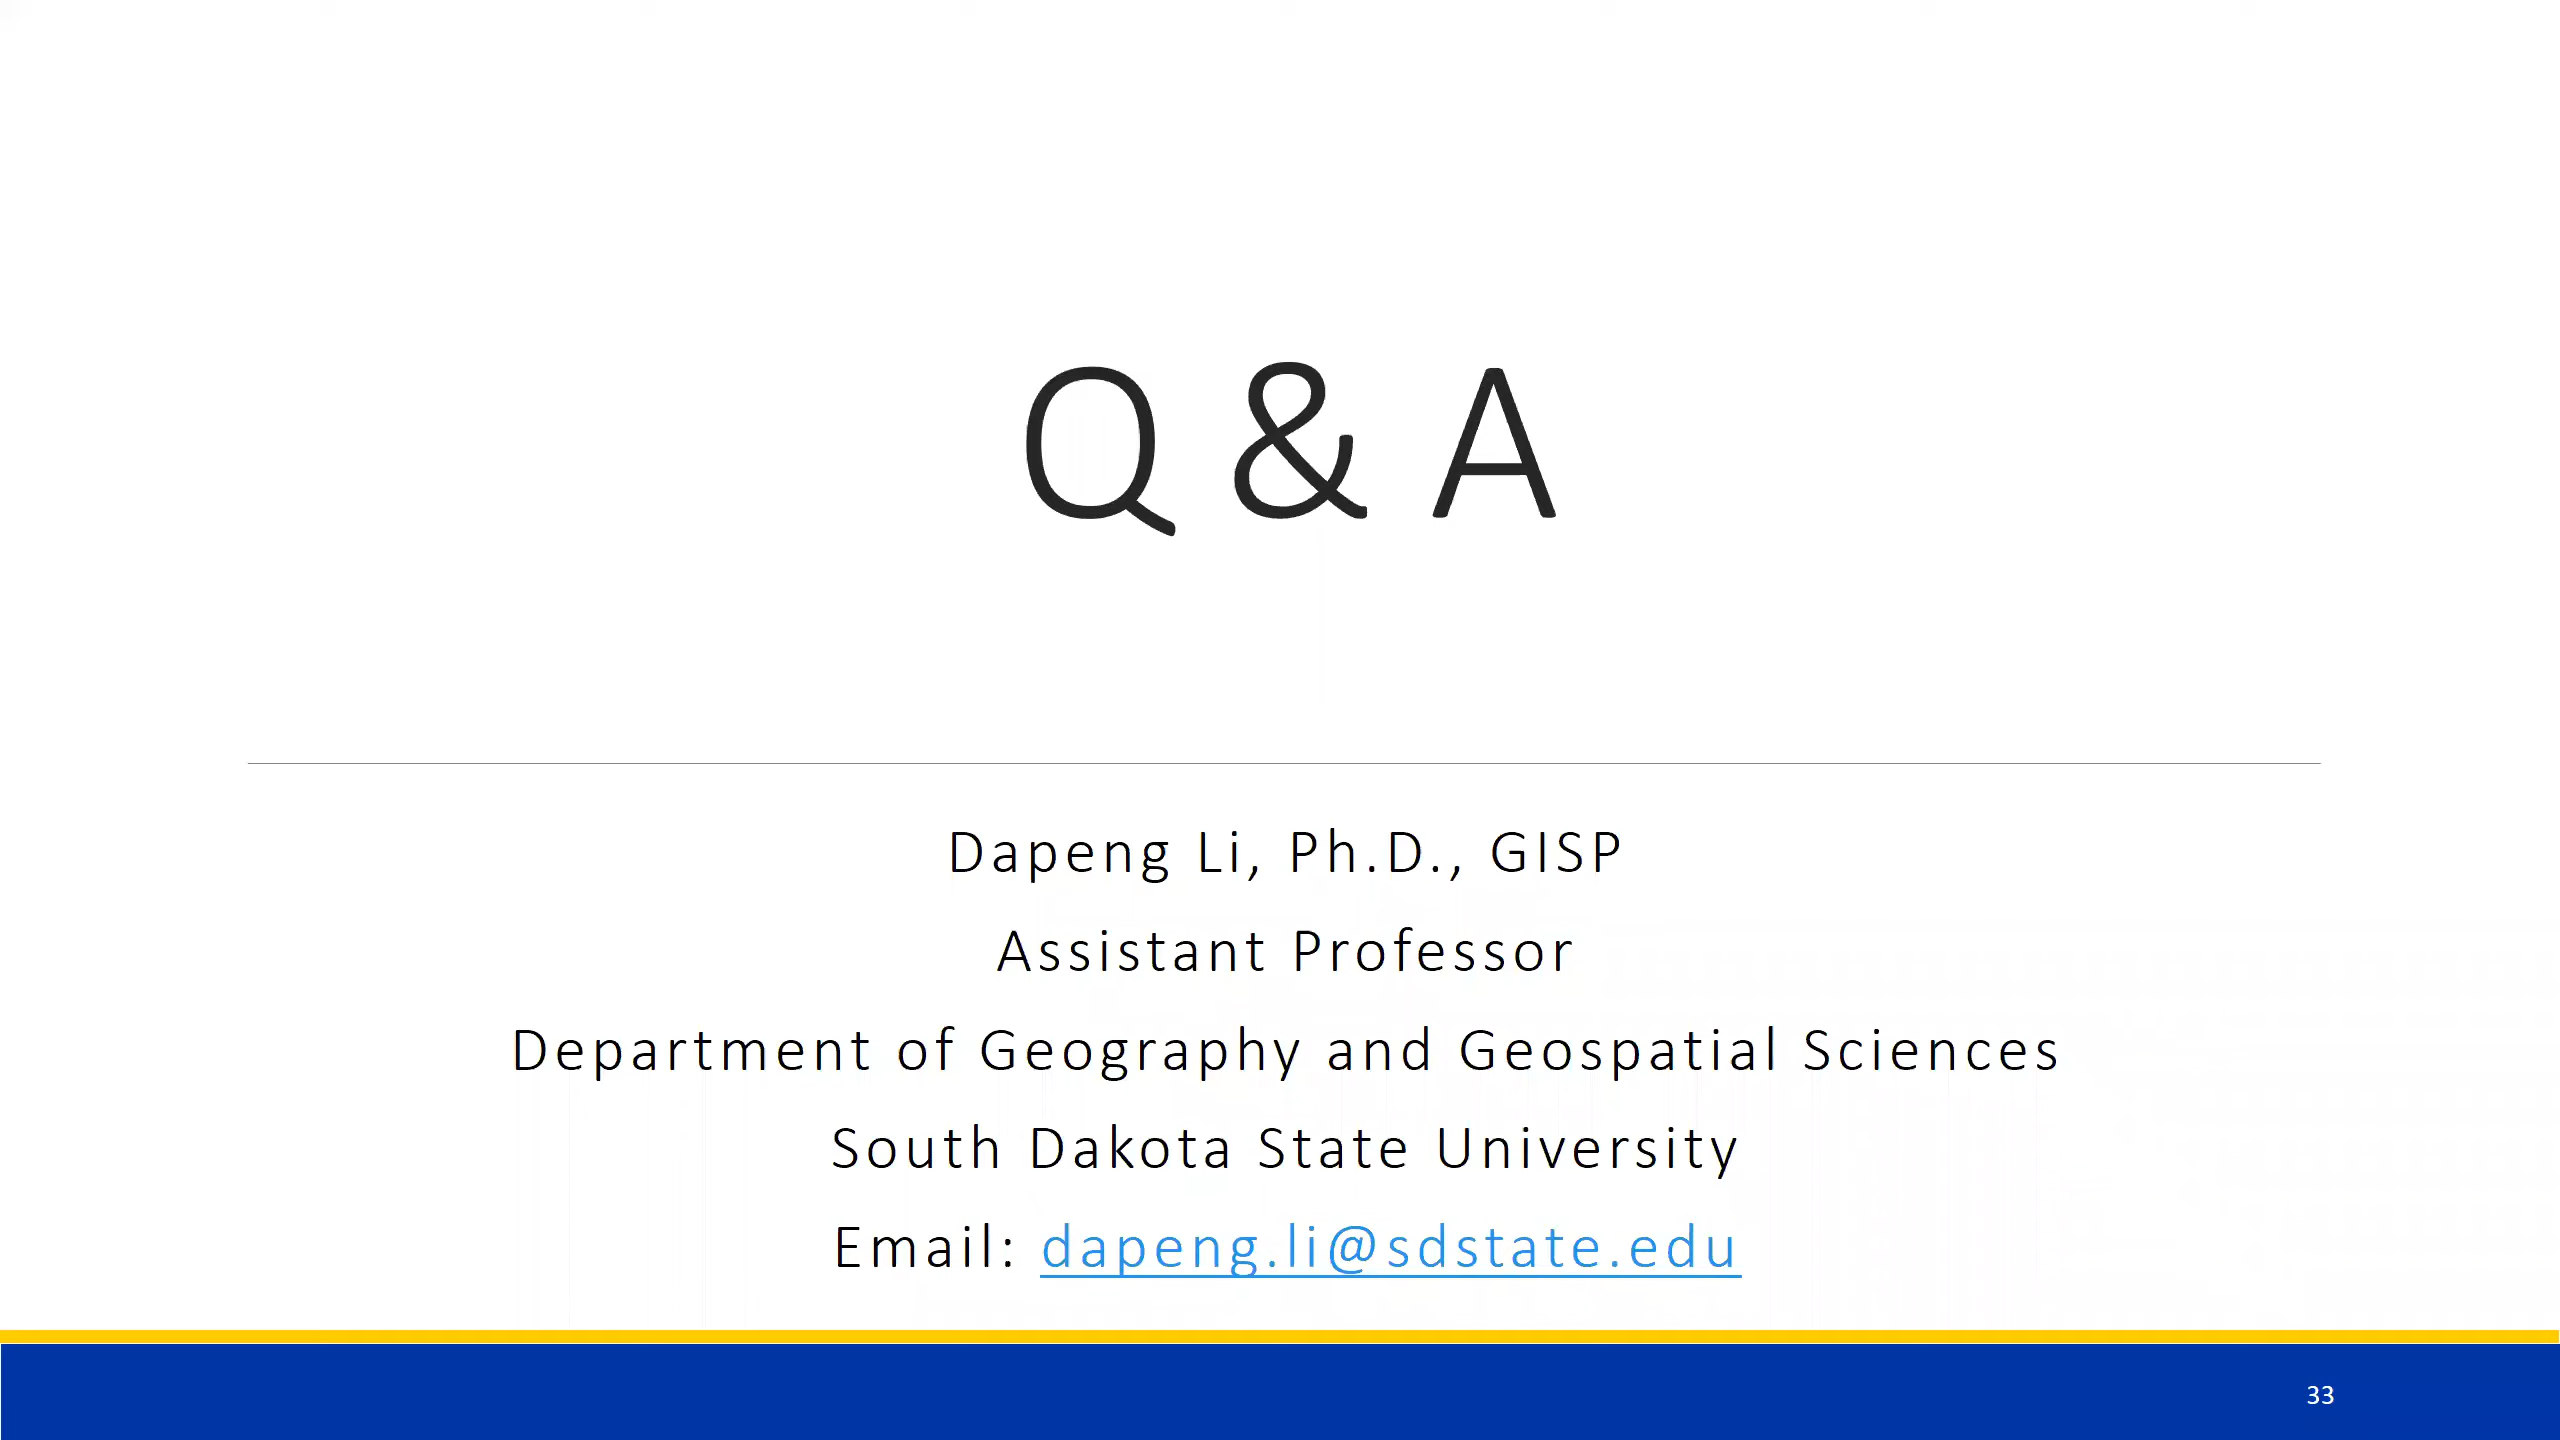 Q & A
Dapeng Li, Ph.D., GISP
Assistant Professor
Department of Geography and Geospatial Sciences
South Dakota State University
Email: dapeng.li@sdstate.edu
33